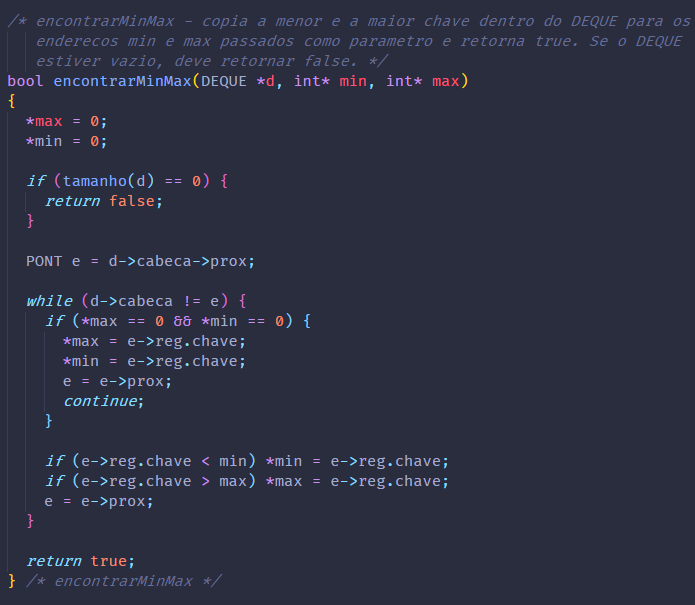 /* encontrarMinMax - copia a menor e a maior chave dentro do DEQUE para os
enderecos min e max passados como parametro e retorna true. Se o DEQUE
estiver vazio, deve retornar false. */
bool encontrarMinMax(DEQUE *d, int* min, int* max)
{
*max = 0;
*min = 0;
if (tamanho(d) == 0) {
return false;
}
PONT e = d->cabeca->prox;
while (d->cabeca != e) {
if (*max == 0 && *min == 0) {
*max = e->reg.chave;
*min = e->reg.chave;
e = e->prox;
continue;
}
if (e->reg.chave < min) *min = e->reg.chave;
if (e->reg.chave > max) *max = e->reg.chave;
e = e->prox;
}
return true;
} /* encontrarMinMax */